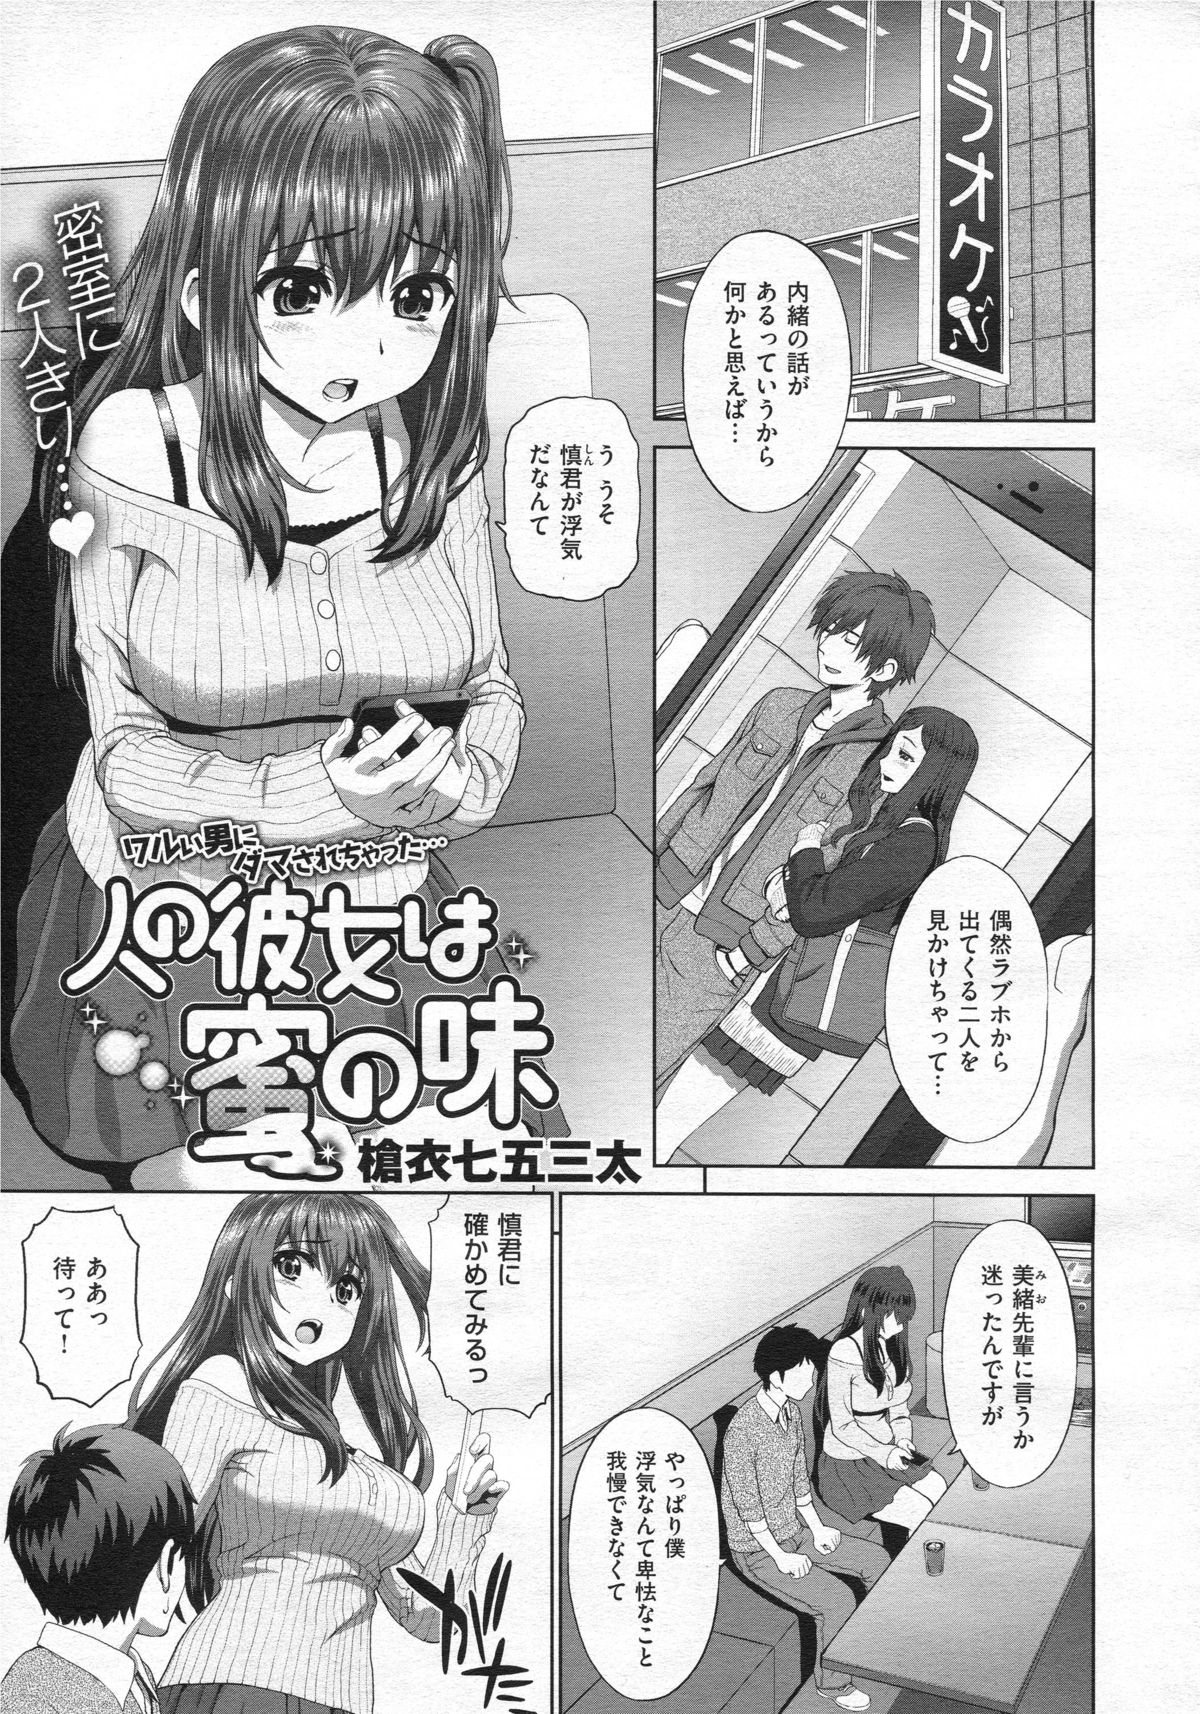 カラオケ
ケ
内緒の話が
あるっていうから
何かと思えば…
偶然ラブホから
出てくる二人を
見かけちゃって…
う うそ
慎君が浮気
だなんて
しん
密室に
2人きり…♥
ワルい男に
ダマされちゃった…
人の彼女は
蜜の味
槍衣七五三太
美緒先輩に言うか
みお
迷ったんですが
やっぱり僕
浮気なんて卑怯なこと
我慢できなくて
慎君に
確かめてみるっ
ああっ
待って!
ガタ